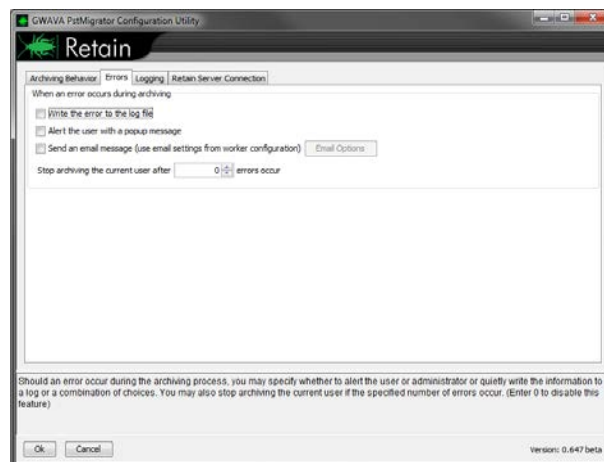 GWAVA PstMigrator Configuration Utility
Retain
Archiving Behavior Errors Logging Retain Server Connection
When an error occurs during archiving
Write the error to the log file
Alert the user with a popup message
Send an email message (use email settings from worker configuration) Email Options
Stop archiving the current user after 0 errors occur
Should an error occur during the archiving process, you may specify whether to alert the user or administrator or quietly write the information to
a log or a combination of choices. You may also stop archiving the current user if the specified number of errors occur. (Enter 0 to disable this
feature)
Ok Cancel Version: 0.647 beta